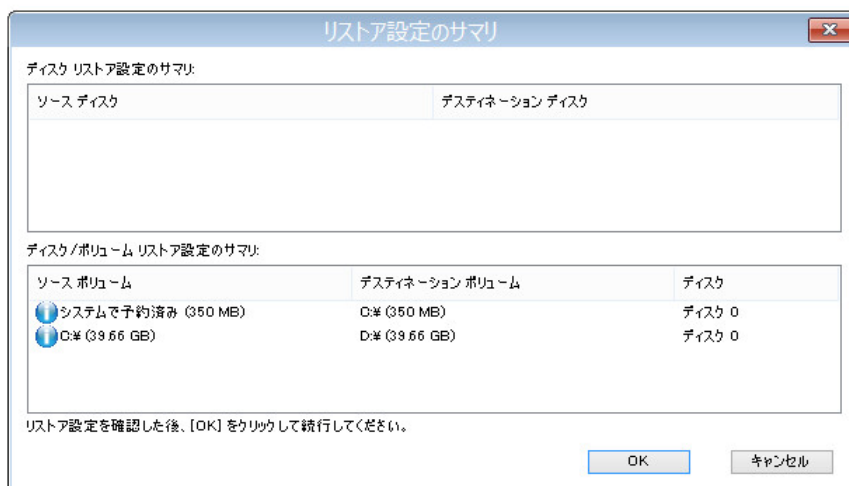 リストア設定のサマリ
ディスク リストア設定のサマリ:
ソース ディスク デスティネーション ディスク
ディスク/ボリューム リストア設定のサマリ:
ソース ボリューム デスティネーション ボリューム ディスク
システムで予約済み (350 MB) C:¥ (350 MB) ディスク 0
C:¥ (39.66 GB) D:¥ (39.66 GB) ディスク 0
リストア設定を確認した後、[OK] をクリックして続行してください。
OK キャンセル